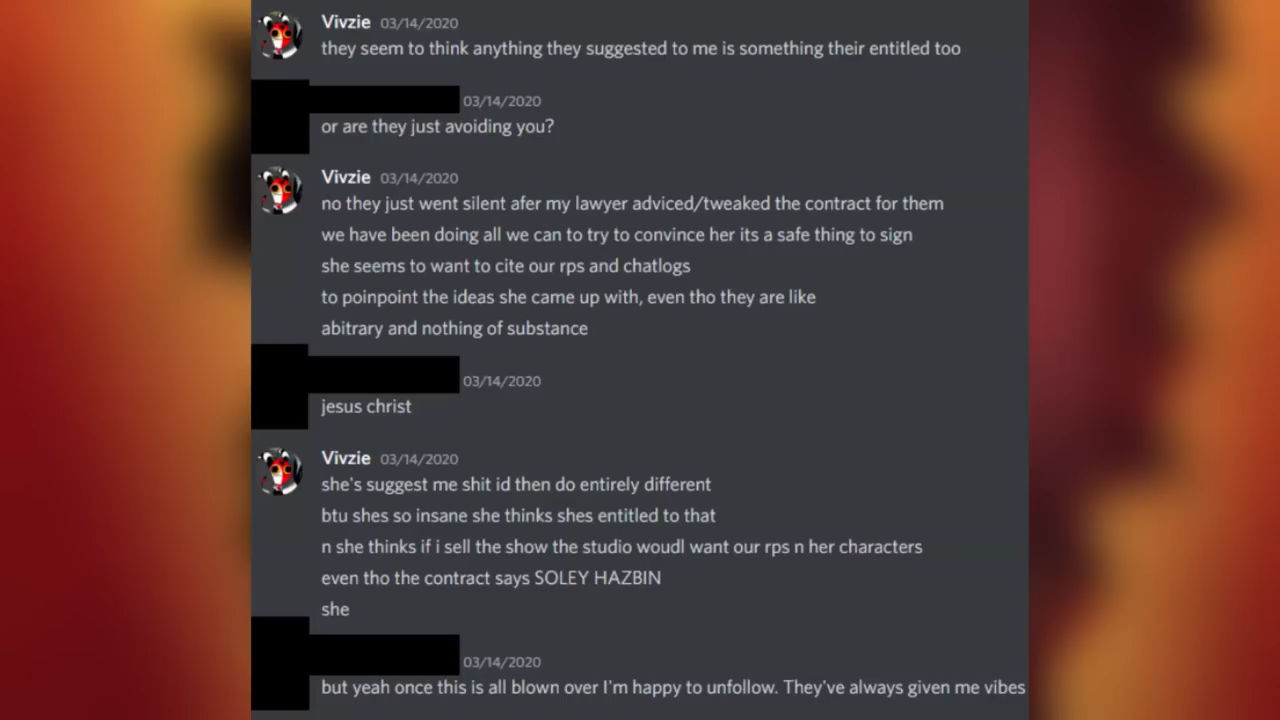 Vivzie 03/14/2020
they seem to think anything they suggested to me is something their entitled too
03/14/2020
or are they just avoiding you?
Vivzie 03/14/2020
no they just went silent afer my lawyer adviced/tweaked the contract for them
we have been doing all we can to try to convince her its a safe thing to sign
she seems to want to cite our rps and chatlogs
to poinpoint the ideas she came up with, even tho they are like
abitrary and nothing of substance
03/14/2020
jesus christ
Vivzie 03/14/2020
she's suggest me shit id then do entirely different
btu shes so insane she thinks shes entitled to that
n she thinks if i sell the show the studio woudl want our rps n her characters
even tho the contract says SOLEY HAZBIN
she
03/14/2020
but yeah once this is all blown over I'm happy to unfollow. They've always given me vibes